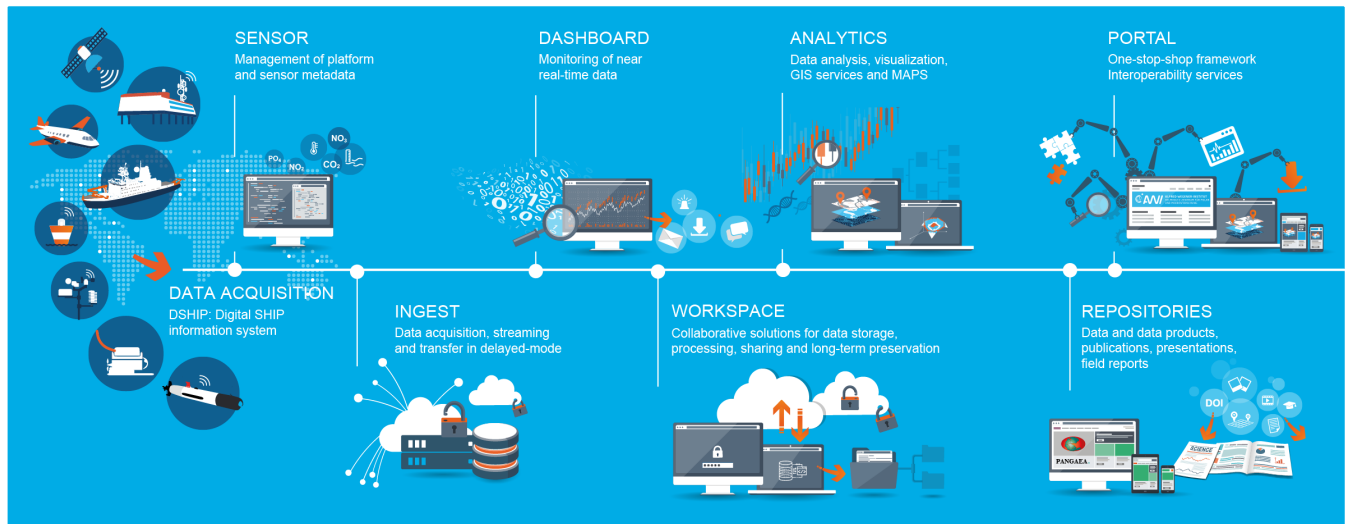 SENSOR
Management of platform
and sensor metadata
DASHBOARD
Monitoring of near
real-time data
ANALYTICS
Data analysis, visualization,
GIS services and MAPS
PORTAL
One-stop-shop framework
Interoperability services
PO₄
NO₂
NO₃
CO₂
AWI
DATA ACQUISITION
DSHIP: Digital SHIP
information system
INGEST
Data acquisition, streaming
and transfer in delayed-mode
WORKSPACE
Collaborative solutions for data storage,
processing, sharing and long-term preservation
REPOSITORIES
Data and data products,
publications, presentations,
field reports
DOI
PANGAEA.
SCIENCE